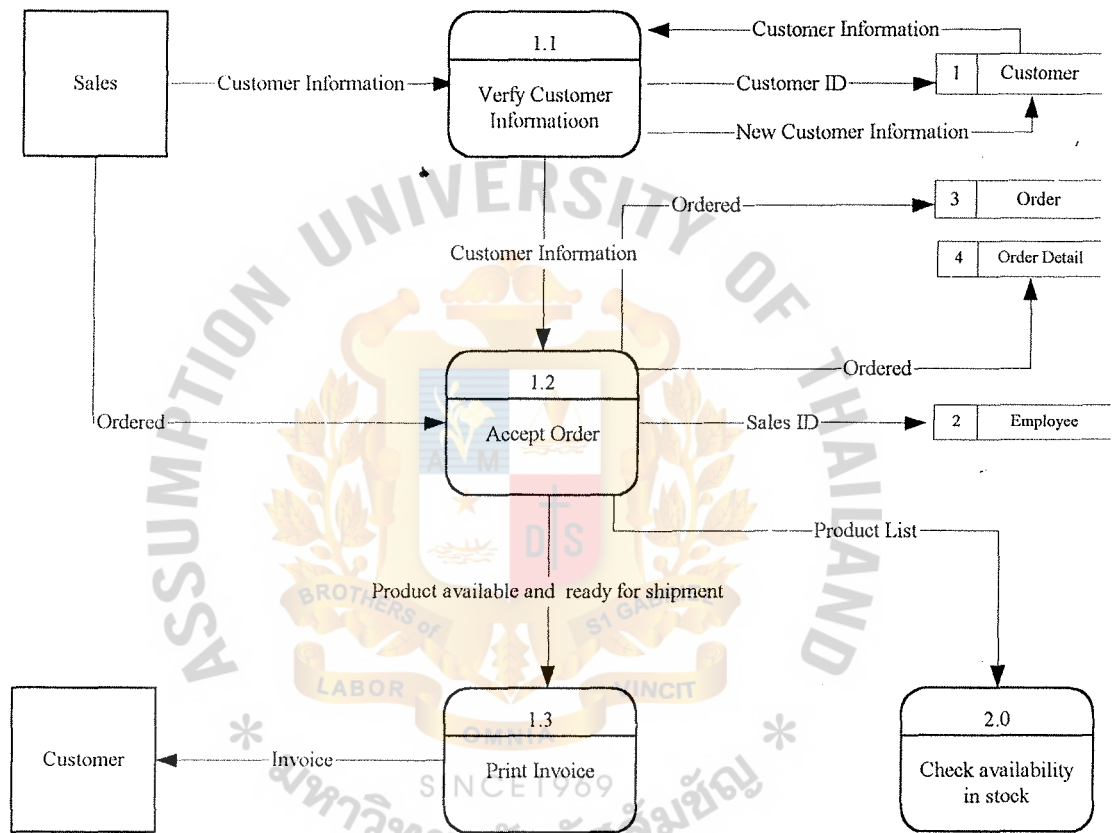 Customer Information
1.1
1 Customer
Sales
Customer Information
Customer ID
Verfy Customer
Informatioon
New Customer Information
3 Order
Ordered
Customer Information
4 Order Detail
Ordered
1.2
Accept Order
Ordered
Sales ID
2 Employee
Product List
Product available and ready for shipment
1.3
2.0
Customer
Invoice
Print Invoice
Check availability
in stock
ASSUMPTION UNIVERSITY OF THAILAND
A M
D S
BROTHERS of
S1 GABRIEL
LABOR
VINCIT
OMNIA
SINCE1969